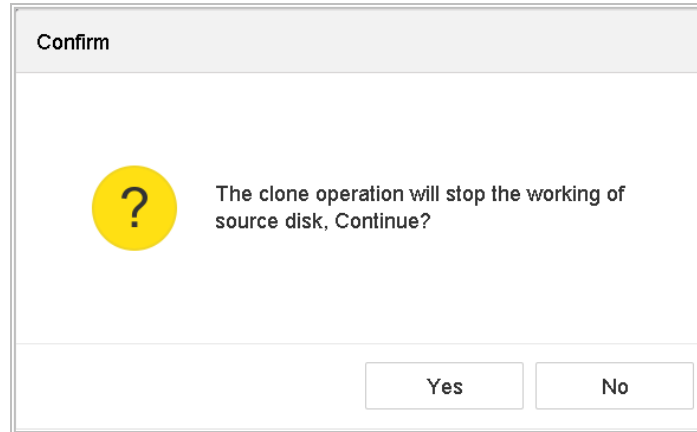 Confirm
?
The clone operation will stop the working of
source disk, Continue?
Yes No